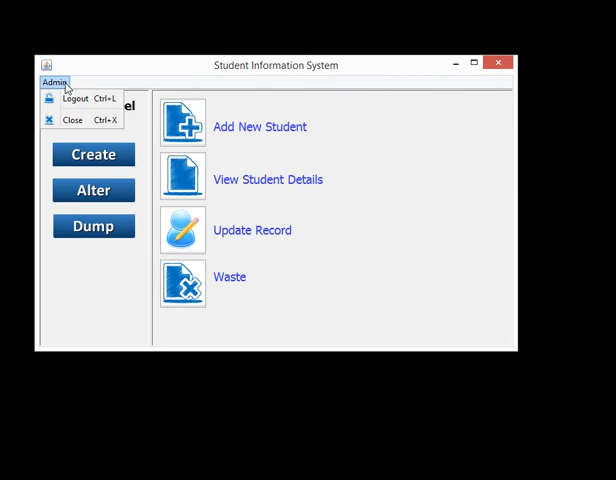 Student Information System
Admin
Logout Ctrl+L
el
Close Ctrl+X
Create
Alter
Dump
Add New Student
View Student Details
Update Record
Waste